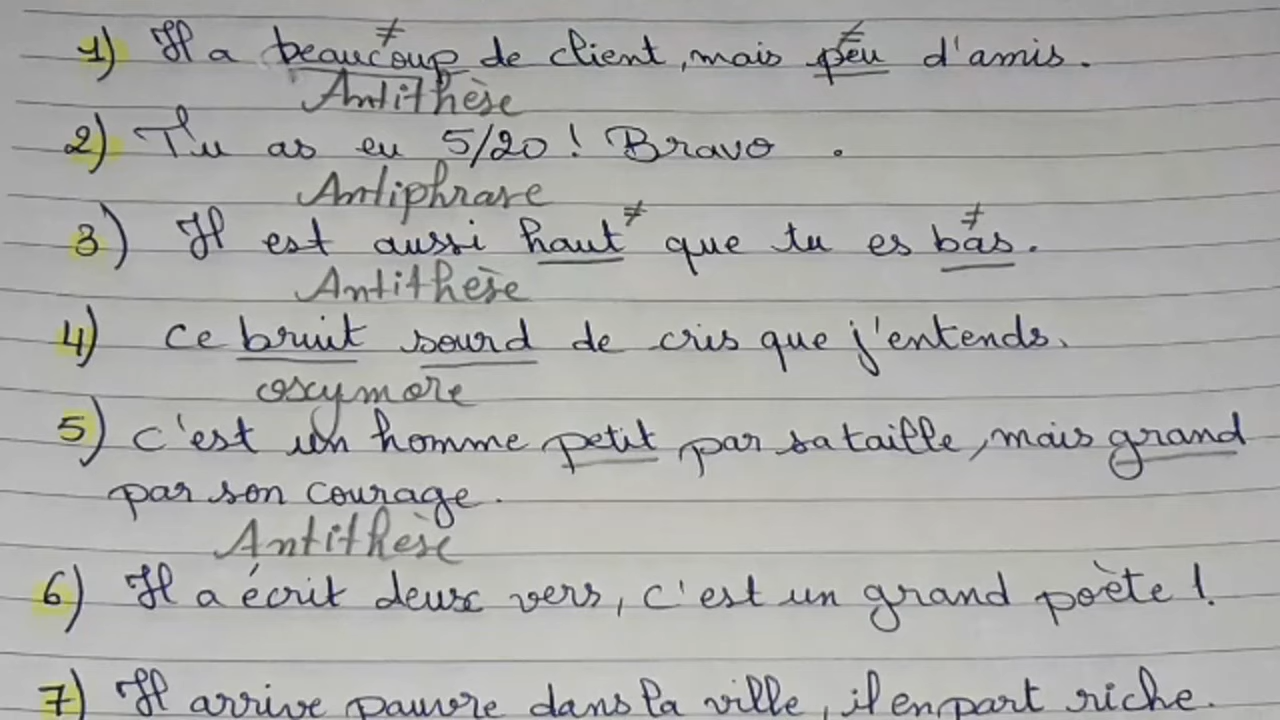 1) Il a beaucoup de client, mais peu d'amis.
Antithèse
2) Tu as eu 5/20 ! Bravo .
Antiphrase
3) Il est aussi haut que tu es bas.
Antithèse
4) Ce bruit sourd de cris que j'entends.
oxymore
5) C'est un homme petit par sa taille, mais grand
par son courage.
Antithèse
6) Il a écrit deux vers, c'est un grand poète !
7) Il arrive pauvre dans la ville, il en part riche.